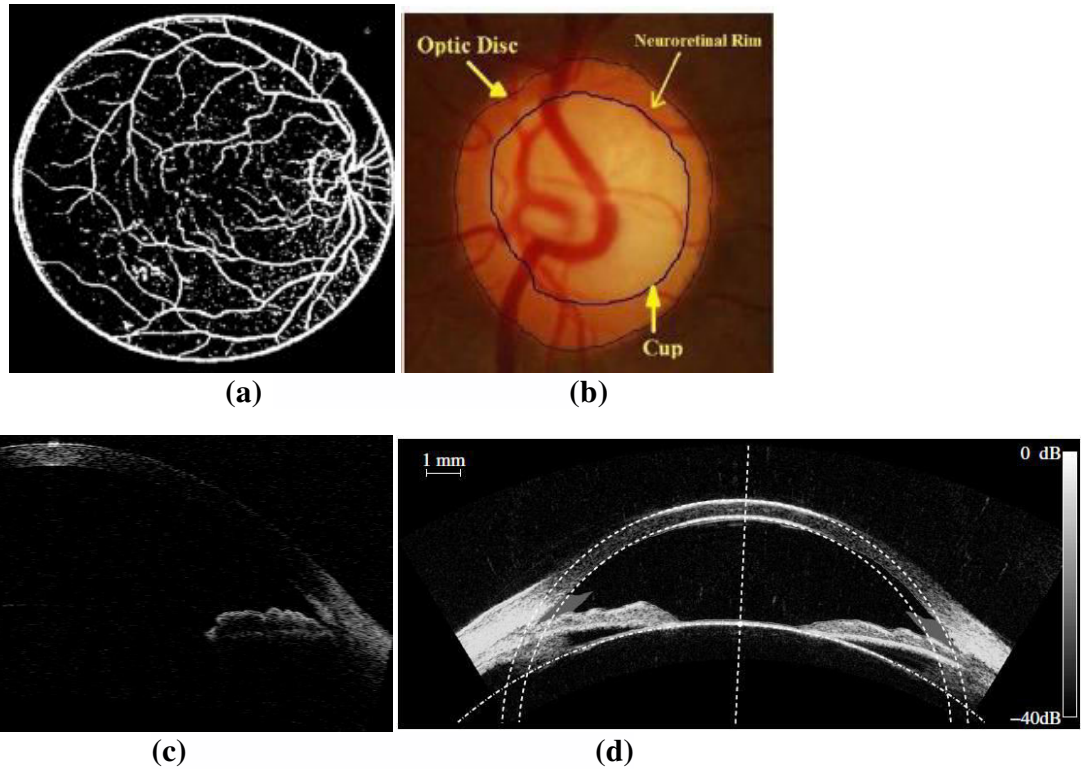 Optic Disc
Neuroretinal Rim
Cup
(a)
(b)
1 mm
0 dB
−40dB
(c)
(d)